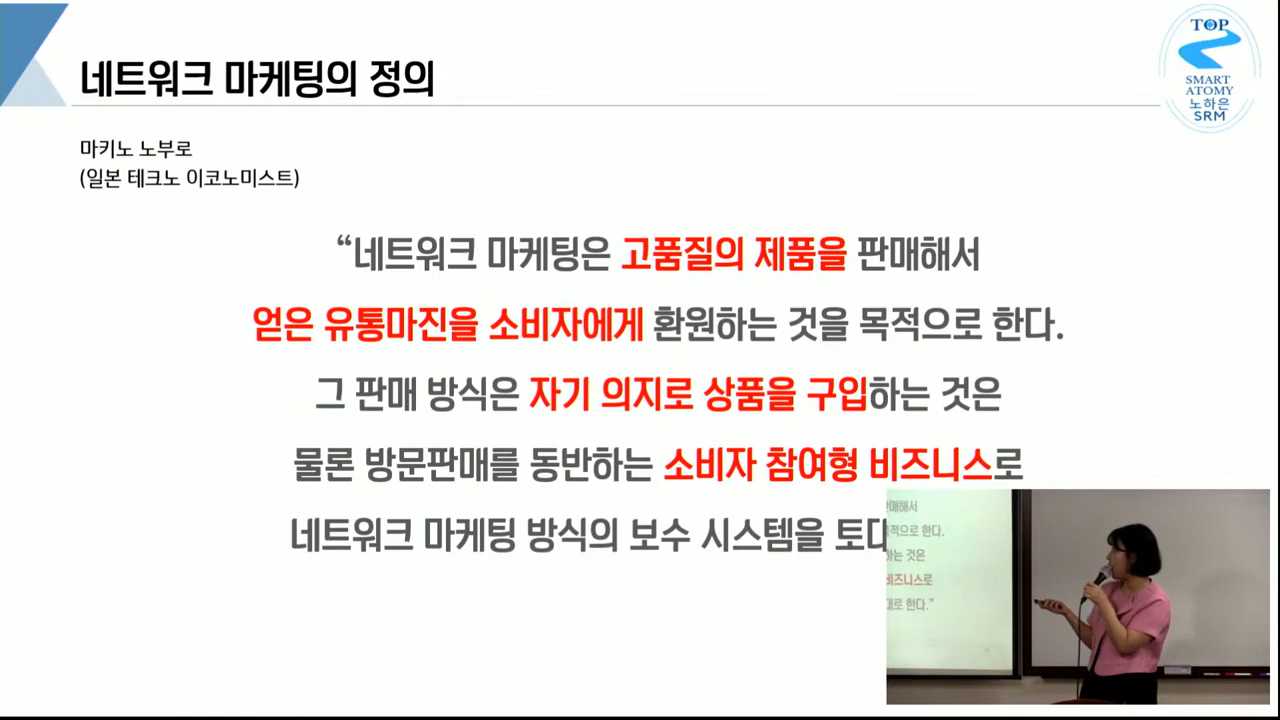 네트워크 마케팅의 정의
TOP
SMART
ATOMY
노하은
SRM
마키노 노부로
(일본 테크노 이코노미스트)
“네트워크 마케팅은 고품질의 제품을 판매해서
얻은 유통마진을 소비자에게 환원하는 것을 목적으로 한다.
그 판매 방식은 자기 의지로 상품을 구입하는 것은
물론 방문판매를 동반하는 소비자 참여형 비즈니스로
네트워크 마케팅 방식의 보수 시스템을
판매해서
적으로 한다.
하는 것은
비즈니스로
대로 한다.”